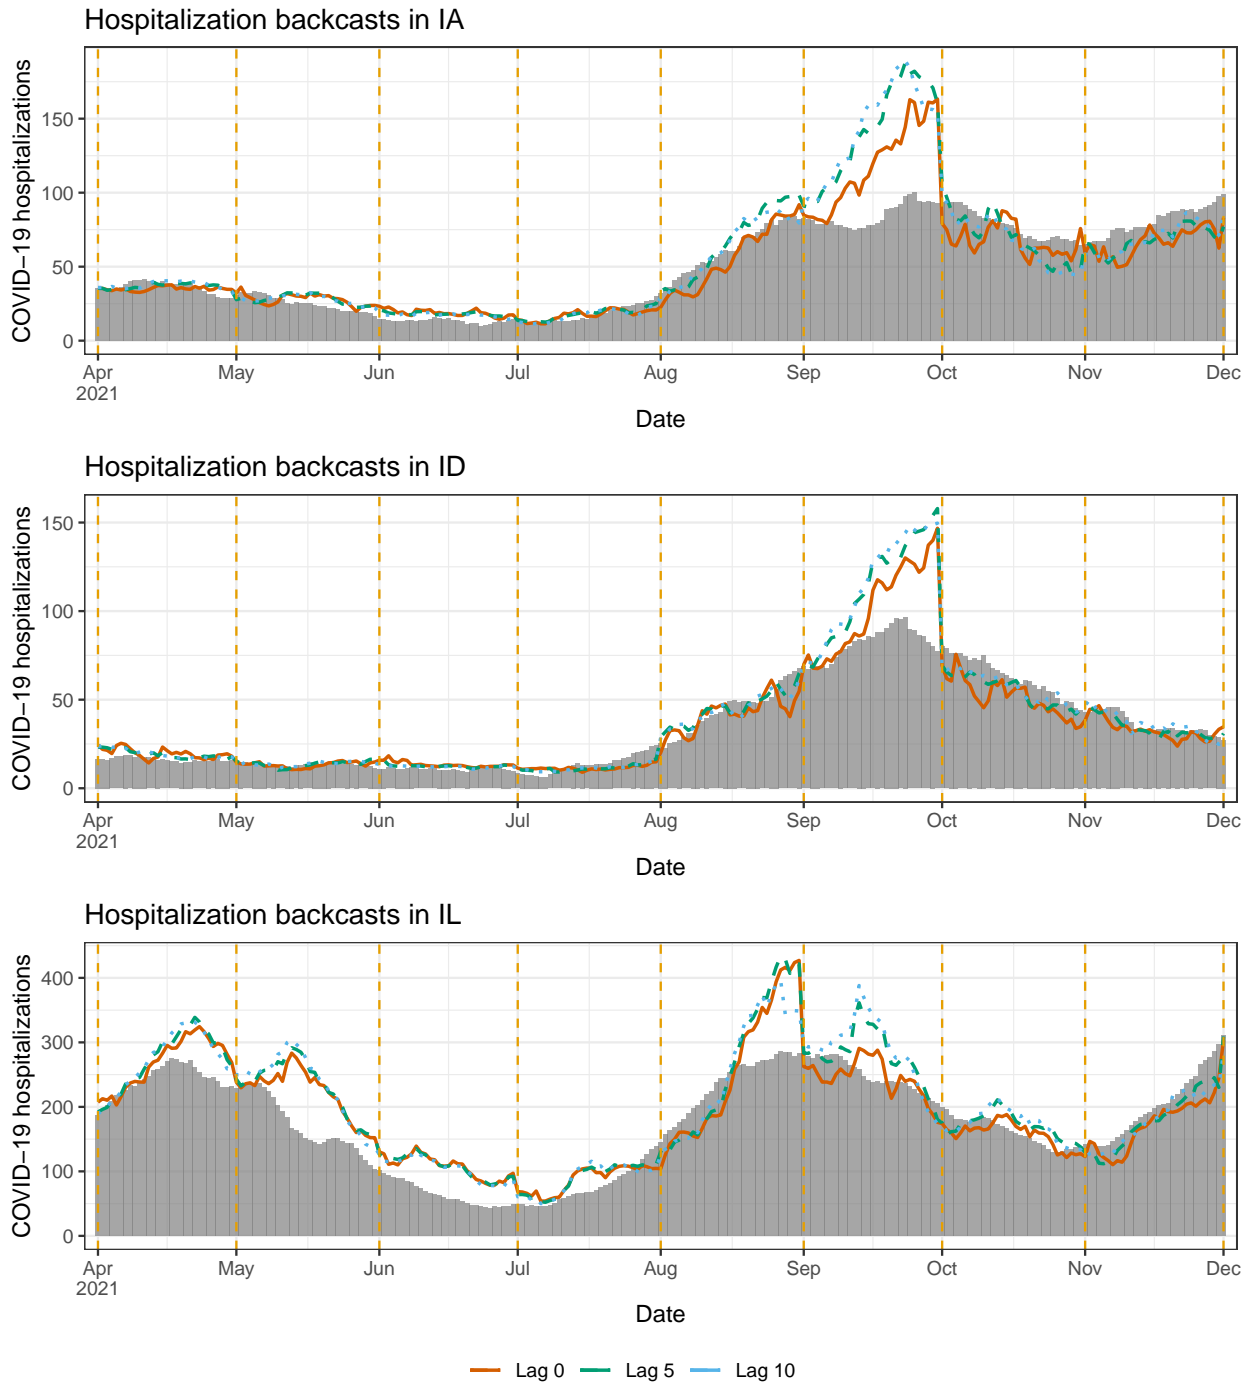 Hospitalization backcasts in IA
COVID−19 hospitalizations
150
100
50
0
Apr May Jun Jul Aug Sep Oct Nov Dec
2021
Date
Hospitalization backcasts in ID
COVID−19 hospitalizations
150
100
50
0
Apr May Jun Jul Aug Sep Oct Nov Dec
2021
Date
Hospitalization backcasts in IL
COVID−19 hospitalizations
400
300
200
100
0
Apr May Jun Jul Aug Sep Oct Nov Dec
2021
Date
Lag 0 Lag 5 Lag 10